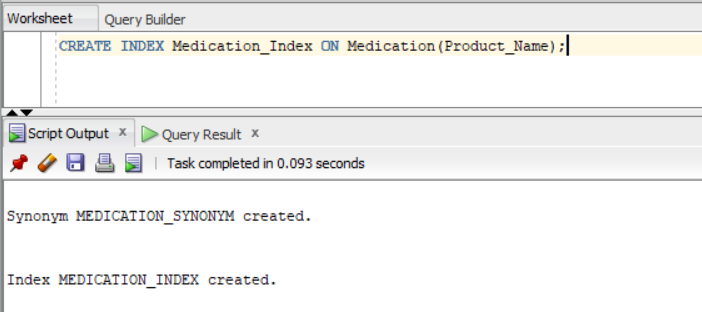 Worksheet Query Builder
CREATE INDEX Medication_Index ON Medication(Product_Name);
Script Output x Query Result x
Task completed in 0.093 seconds
Synonym MEDICATION_SYNONYM created.
Index MEDICATION_INDEX created.